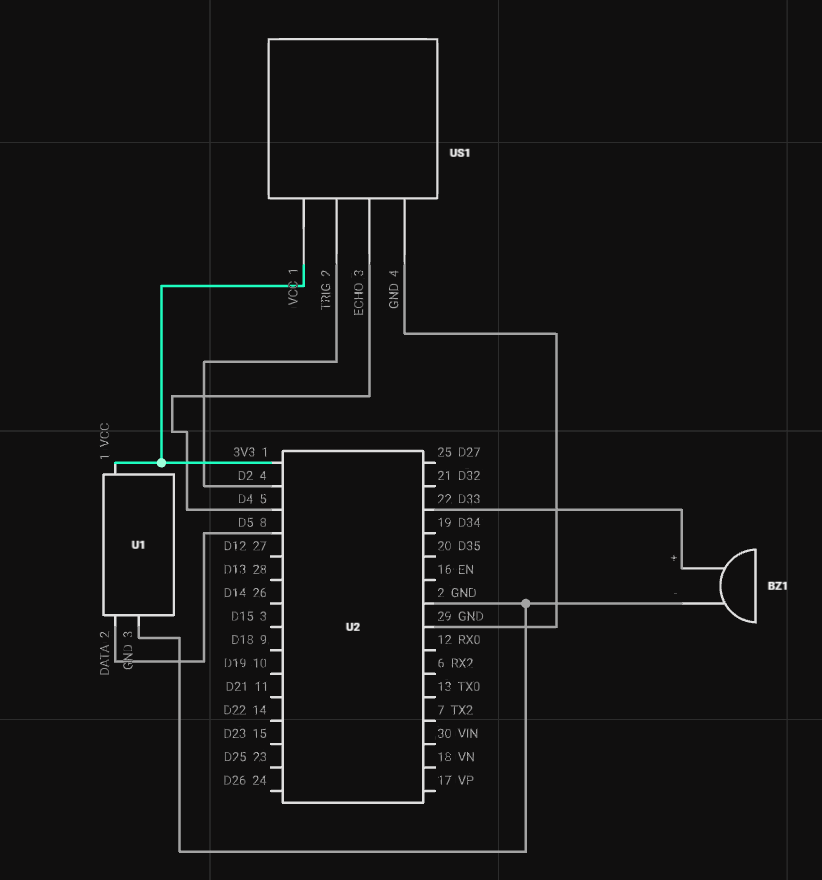 US1
VCC 1
TRIG 2
ECHO 3
GND 4
1 VCC
U1
DATA 2
GND 3
3V3 1
D2 4
D4 5
D5 8
D12 27
D13 28
D14 26
D15 3
D18 9
D19 10
D21 11
D22 14
D23 15
D25 23
D26 24
U2
25 D27
21 D32
22 D33
19 D34
20 D35
16 EN
2 GND
29 GND
12 RX0
6 RX2
13 TX0
7 TX2
30 VIN
18 VN
17 VP
+
-
BZ1